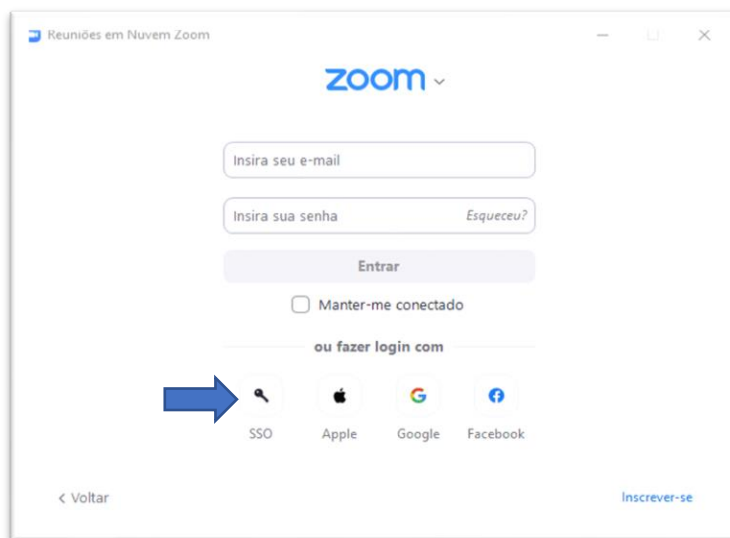 Reuniões em Nuvem Zoom
zoom
Insira seu e-mail
Insira sua senha Esqueceu?
Entrar
Manter-me conectado
ou fazer login com
SSO Apple Google Facebook
< Voltar Inscrever-se